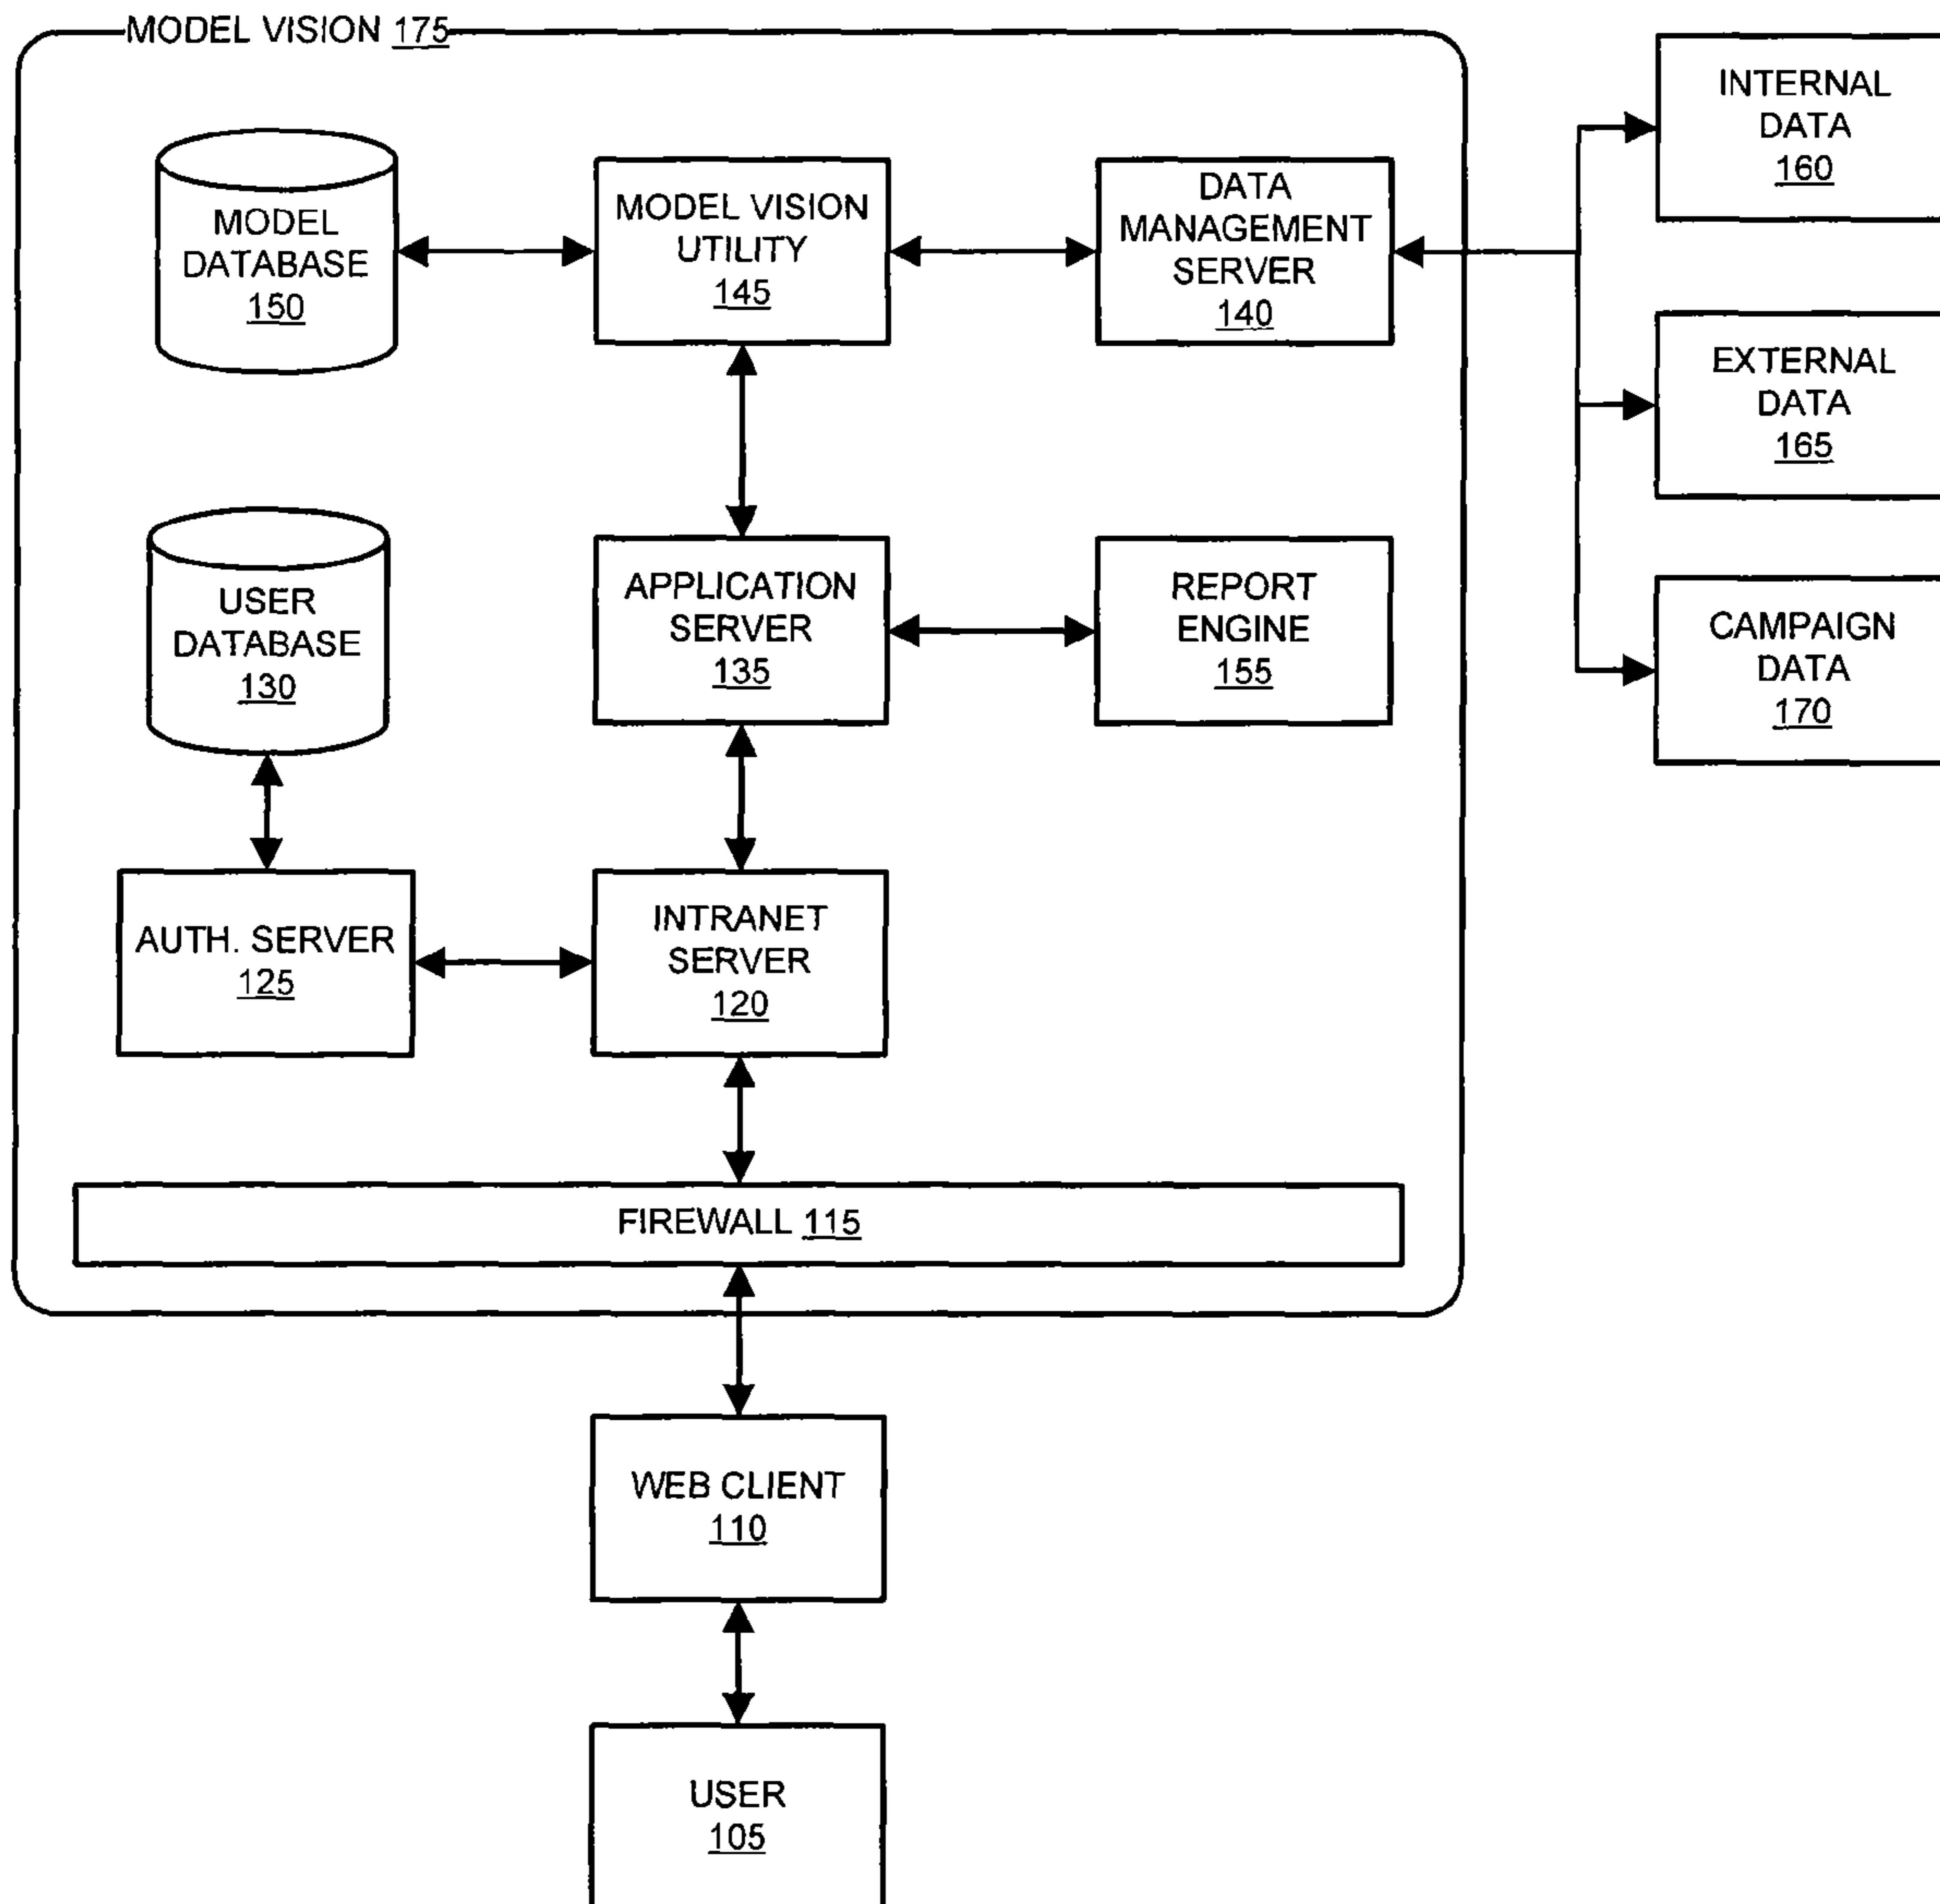 MODEL VISION 175
MODEL
DATABASE
150
MODEL VISION
UTILITY
145
DATA
MANAGEMENT
SERVER
140
INTERNAL
DATA
160
EXTERNAL
DATA
165
CAMPAIGN
DATA
170
USER
DATABASE
130
APPLICATION
SERVER
135
REPORT
ENGINE
155
AUTH. SERVER
125
INTRANET
SERVER
120
FIREWALL 115
WEB CLIENT
110
USER
105